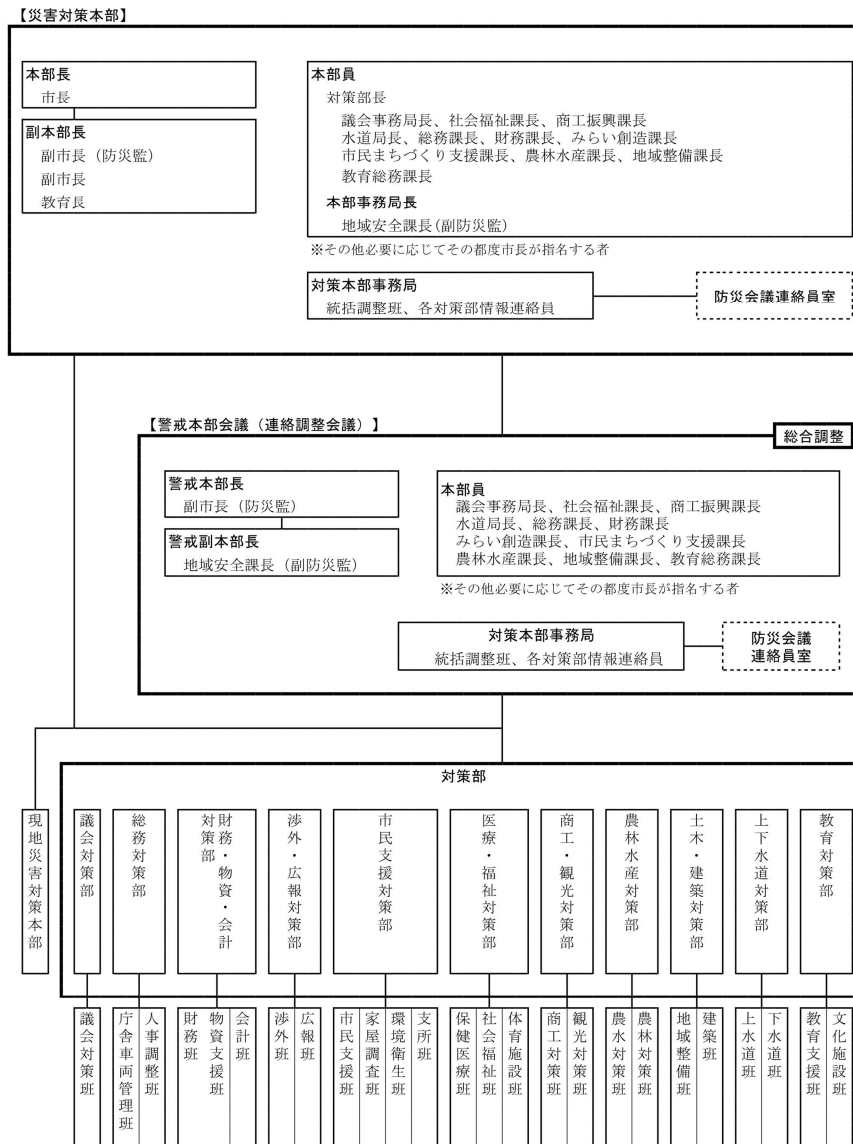 【災害対策本部】
本部長
市長
副本部長
副市長（防災監）
副市長
教育長
本部員
対策部長
議会事務局長、社会福祉課長、商工振興課長
水道局長、総務課長、財務課長、みらい創造課長
市民まちづくり支援課長、農林水産課長、地域整備課長
教育総務課長
本部事務局長
地域安全課長(副防災監）
※その他必要に応じてその都度市長が指名する者
対策本部事務局
統括調整班、各対策部情報連絡員
防災会議連絡員室
【警戒本部会議（連絡調整会議）】
総合調整
警戒本部長
副市長（防災監）
警戒副本部長
地域安全課長（副防災監）
本部員
議会事務局長、社会福祉課長、商工振興課長
水道局長、総務課長、財務課長
みらい創造課長、市民まちづくり支援課長
農林水産課長、地域整備課長、教育総務課長
※その他必要に応じてその都度市長が指名する者
対策本部事務局
統括調整班、各対策部情報連絡員
防災会議
連絡員室
対策部
現地災害対策本部
議会対策部
総務対策部
財務・物資・会計
対策部
渉外・広報対策部
市民支援対策部
医療・福祉対策部
商工・観光対策部
農林水産対策部
土木・建築対策部
上下水道対策部
教育対策部
議会対策班
庁舎車両管理班
人事調整班
財務班
物資支援班
会計班
渉外班
広報班
市民支援班
家屋調査班
環境衛生班
支所班
保健医療班
社会福祉班
体育施設班
商工対策班
観光対策班
農水対策班
農林対策班
地域整備班
建築班
上水道班
下水道班
教育支援班
文化施設班